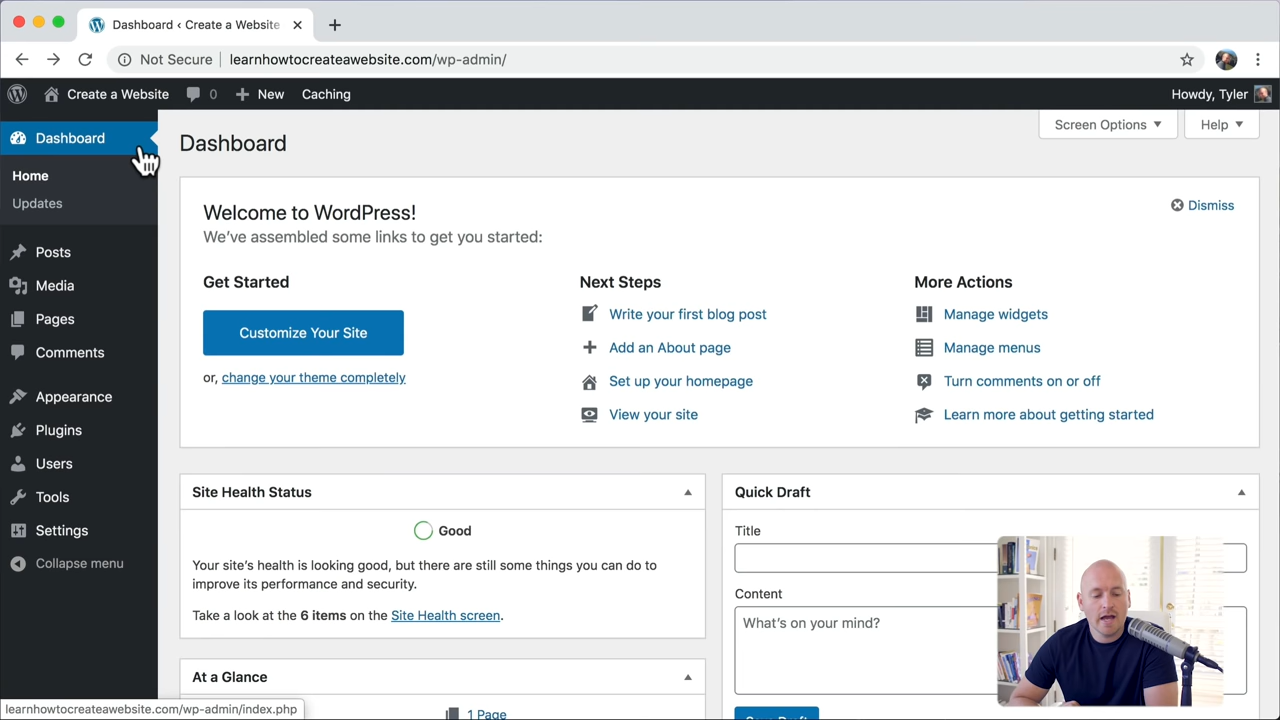 Dashboard ‹ Create a Website
Not Secure
learnhowtocreateawebsite.com/wp-admin/
Create a Website
0
New
Caching
Howdy, Tyler
Dashboard
Home
Updates
Posts
Media
Pages
Comments
Appearance
Plugins
Users
Tools
Settings
Collapse menu
Dashboard
Screen Options
Help
Welcome to WordPress!
We've assembled some links to get you started:
Dismiss
Get Started
Customize Your Site
or, change your theme completely
Next Steps
Write your first blog post
Add an About page
Set up your homepage
View your site
More Actions
Manage widgets
Manage menus
Turn comments on or off
Learn more about getting started
Site Health Status
Good
Your site's health is looking good, but there are still some things you can do to
improve its performance and security.
Take a look at the 6 items on the Site Health screen.
At a Glance
1 Page
Quick Draft
Title
Content
What's on your mind?
Save Draft
learnhowtocreateawebsite.com/wp-admin/index.php